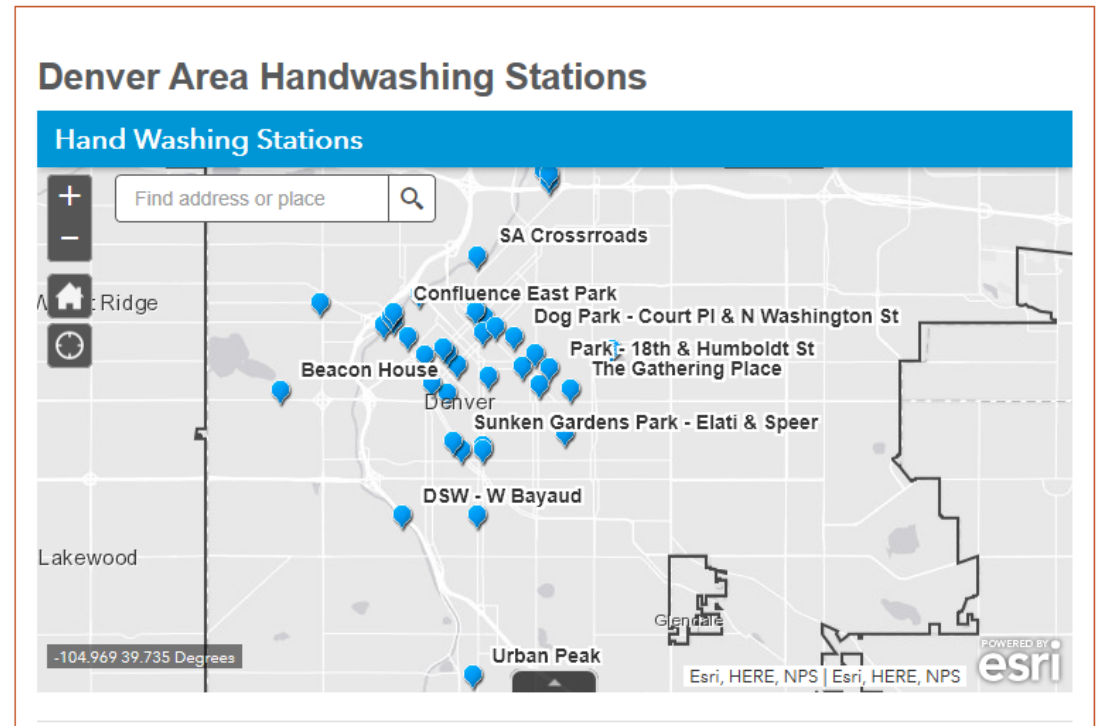 Denver Area Handwashing Stations
Hand Washing Stations
+
Find address or place
−
SA Crossrroads
Ridge
Confluence East Park
Dog Park - Court Pl & N Washington St
Park - 18th & Humboldt St
Beacon House
The Gathering Place
Denver
Sunken Gardens Park - Elati & Speer
DSW - W Bayaud
Lakewood
Glendale
-104.969 39.735 Degrees
Urban Peak
Esri, HERE, NPS | Esri, HERE, NPS
POWERED BY
esri